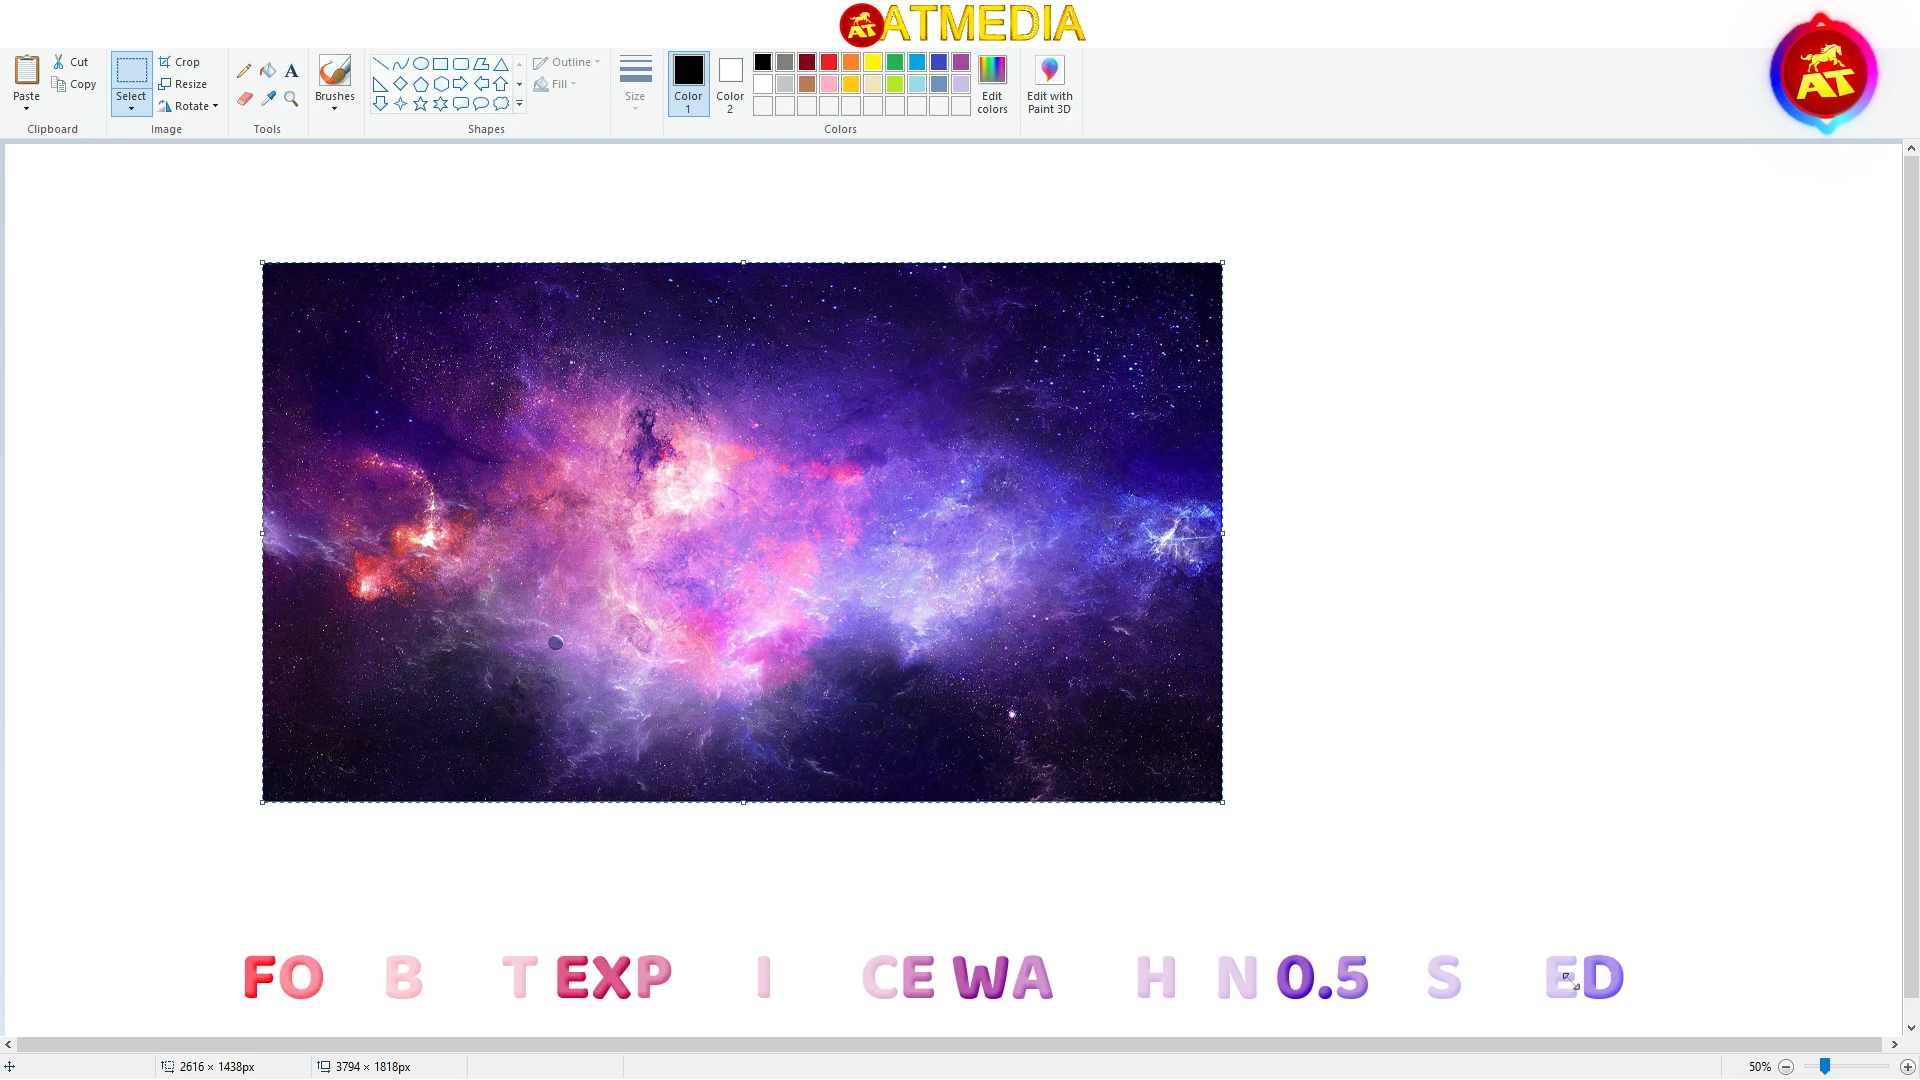 AT ATMEDIA
AT
Paste
Cut
Copy
Clipboard
Select
Crop
Resize
Rotate
Image
Tools
Brushes
Shapes
Outline
Fill
Size
Color 1
Color 2
Colors
Edit colors
Edit with Paint 3D
FO B T EXP I CE WA H N 0.5 S ED
2616 × 1438px
3794 × 1818px
50%